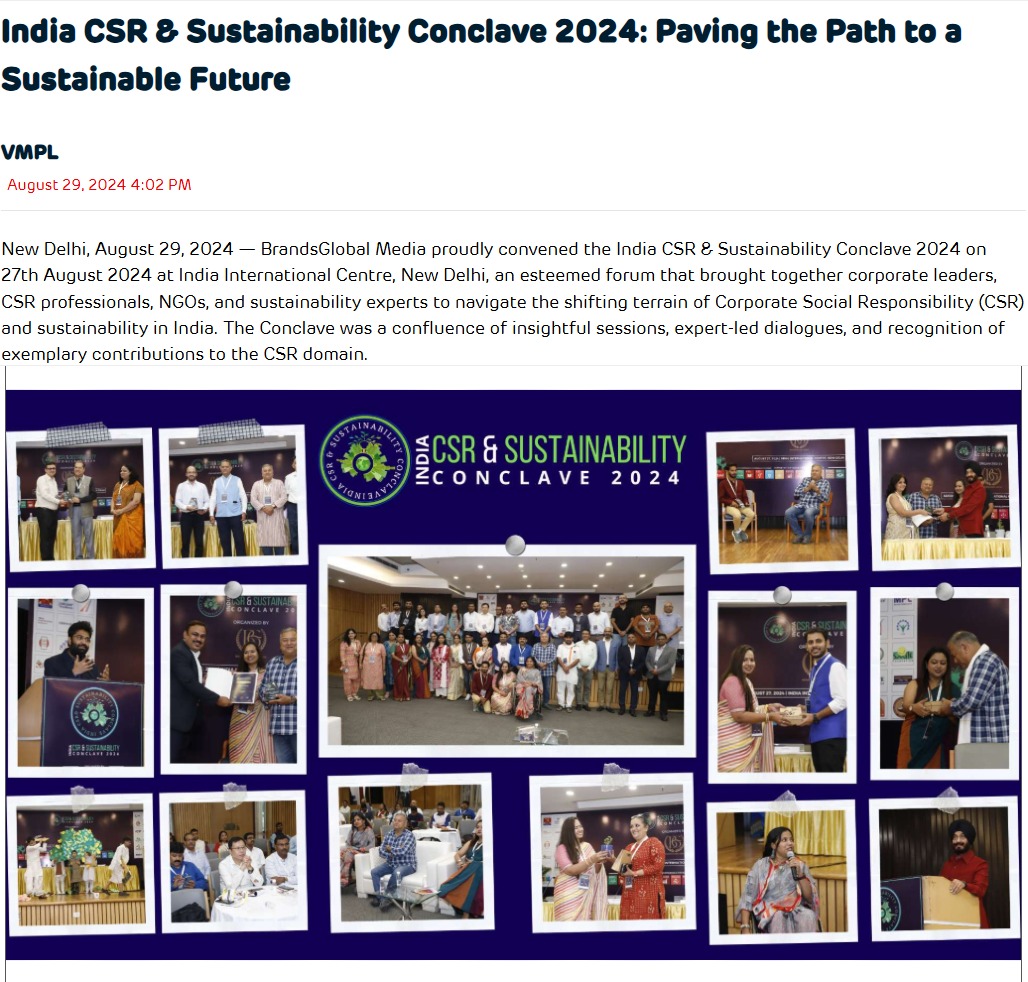 India CSR & Sustainability Conclave 2024: Paving the Path to a
Sustainable Future
VMPL
August 29, 2024 4:02 PM
New Delhi, August 29, 2024 — BrandsGlobal Media proudly convened the India CSR & Sustainability Conclave 2024 on
27th August 2024 at India International Centre, New Delhi, an esteemed forum that brought together corporate leaders,
CSR professionals, NGOs, and sustainability experts to navigate the shifting terrain of Corporate Social Responsibility (CSR)
and sustainability in India. The Conclave was a confluence of insightful sessions, expert-led dialogues, and recognition of
exemplary contributions to the CSR domain.
CSR & SUSTAINABILITY CONCLAVE INDIA
INDIA
CSR & SUSTAINABILITY
CONCLAVE 2024
CSR & SUSTAINAB
CONCLAVE 20
ORGANIZED BY
CSR & SUSTAINABILITY
CONCLAVE 2024